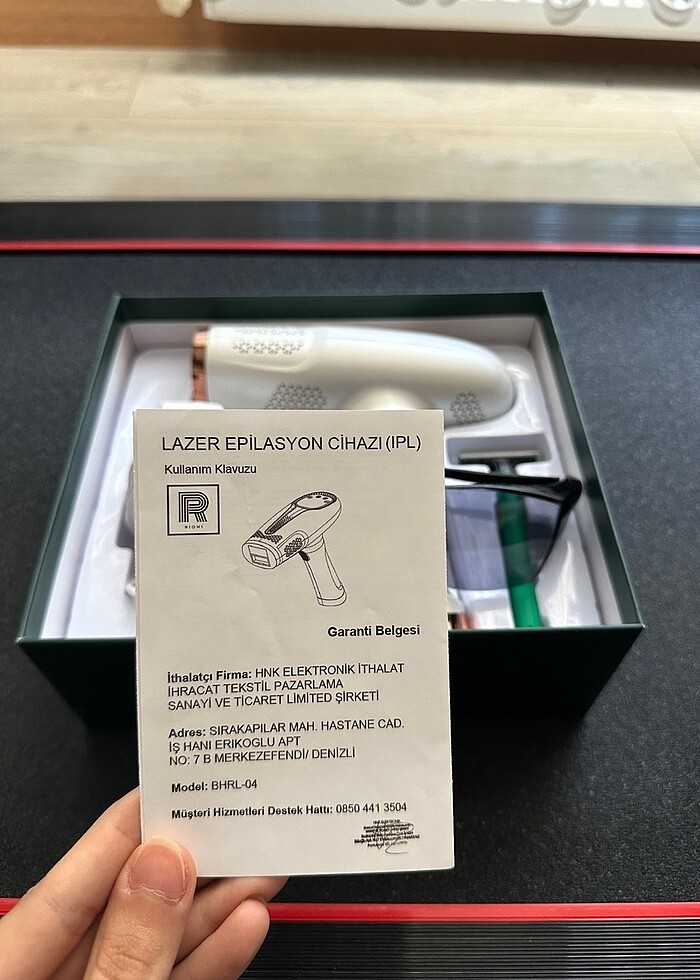 LAZER EPİLASYON CİHAZI (IPL)
Kullanım Klavuzu
R
RIOHI
Garanti Belgesi
İthalatçı Firma: HNK ELEKTRONİK İTHALAT
İHRACAT TEKSTİL PAZARLAMA
SANAYİ VE TİCARET LİMİTED ŞİRKETİ
Adres: SIRAKAPILAR MAH. HASTANE CAD.
İŞ HANI ERIKOGLU APT
NO: 7 B MERKEZEFENDİ/ DENİZLİ
Model: BHRL-04
Müşteri Hizmetleri Destek Hattı: 0850 441 3504